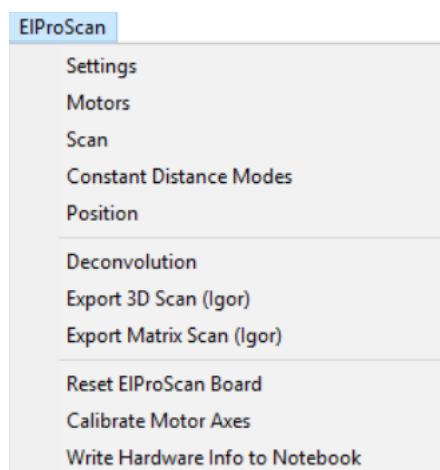 ElProScan
Settings
Motors
Scan
Constant Distance Modes
Position
Deconvolution
Export 3D Scan (Igor)
Export Matrix Scan (Igor)
Reset ElProScan Board
Calibrate Motor Axes
Write Hardware Info to Notebook